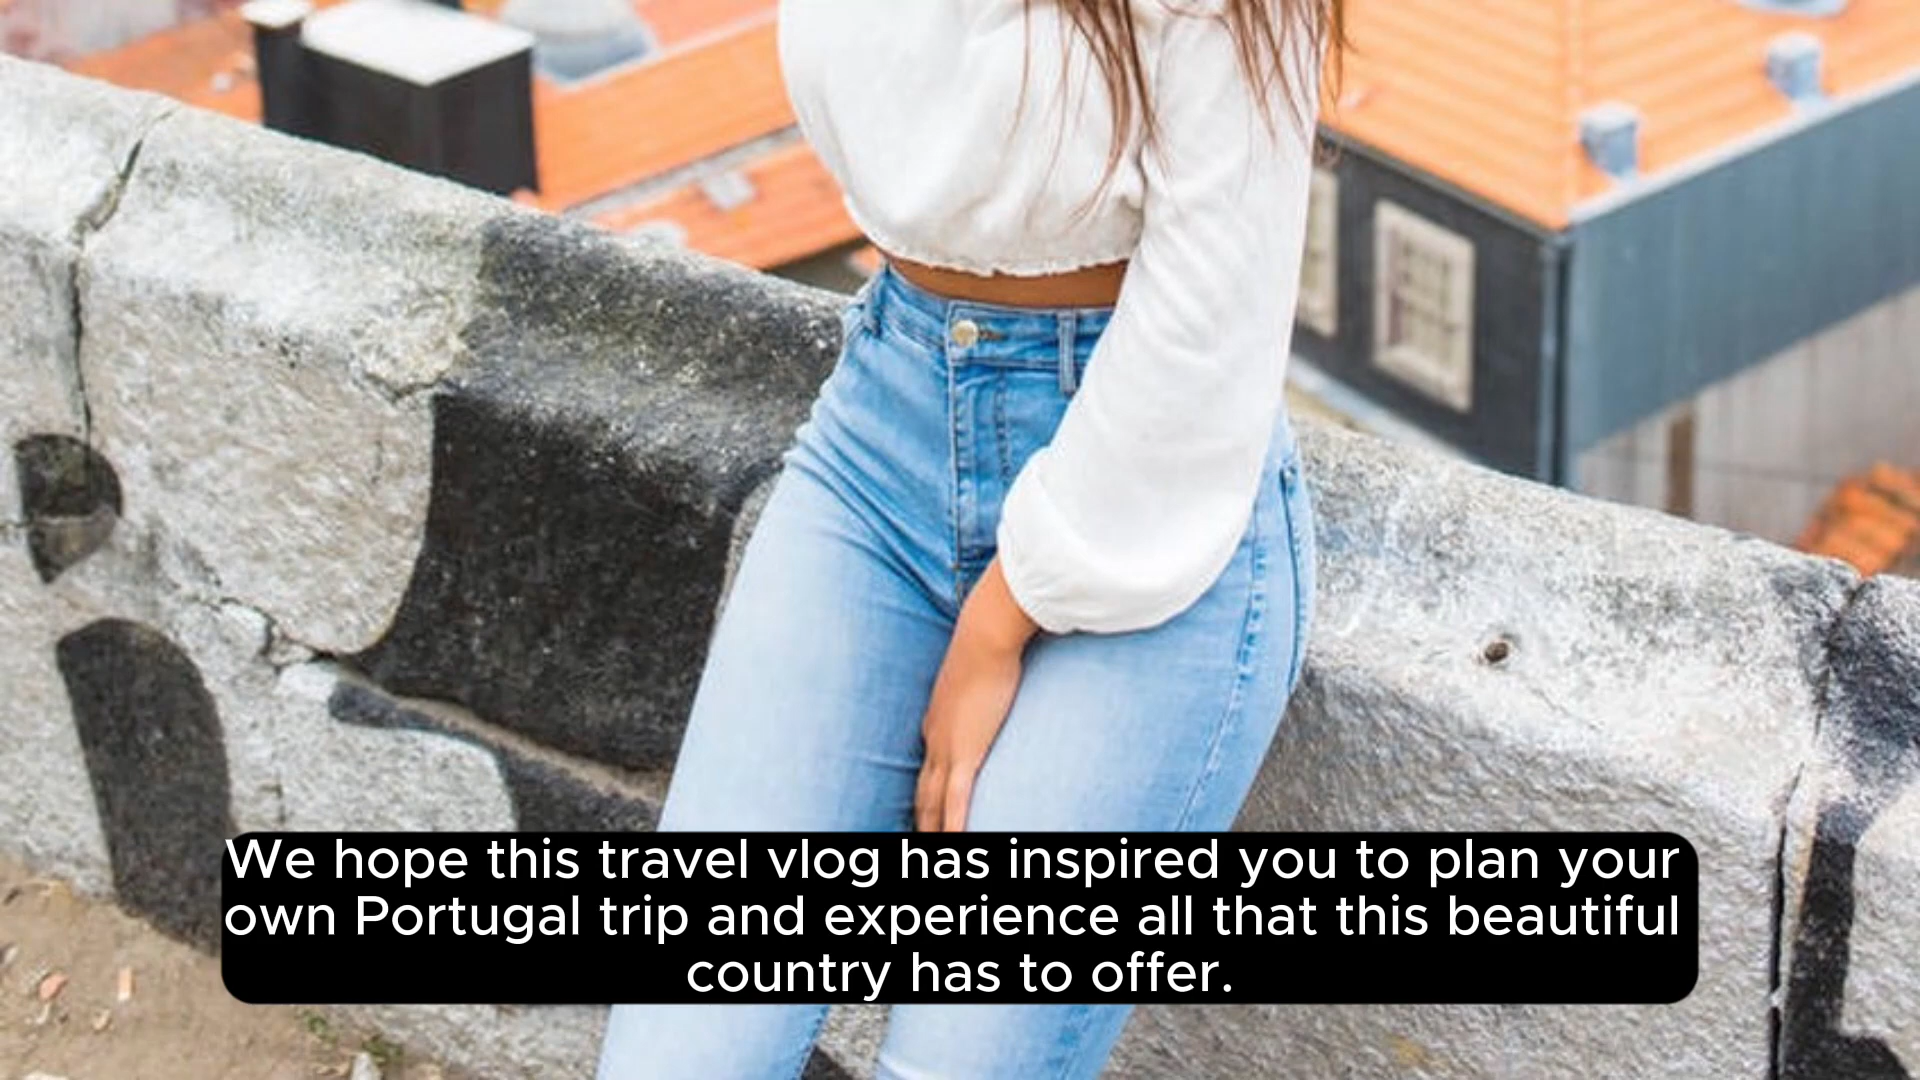 We hope this travel vlog has inspired you to plan your
own Portugal trip and experience all that this beautiful
country has to offer.